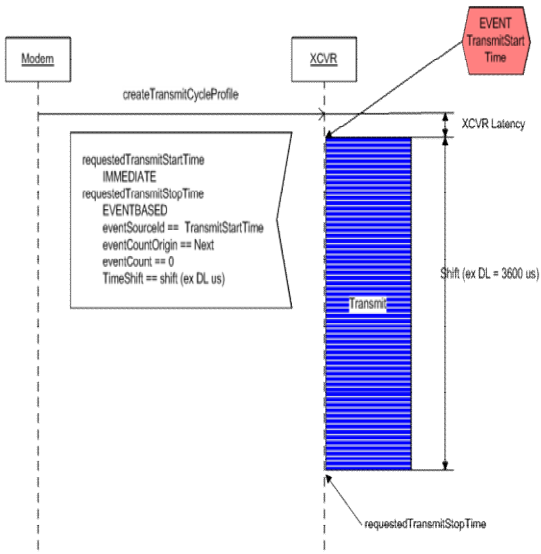 EVENT
TransmitStart
Time
Modem
XCVR
createTransmitCycleProfile
XCVR Latency
requestedTransmitStartTime
IMMEDIATE
requestedTransmitStopTime
EVENTBASED
eventSourceId == TransmitStartTime
eventCountOrigin == Next
eventCount == 0
TimeShift == shift (ex DL us)
Shift (ex DL = 3600 us)
Transmit
requestedTransmitStopTime